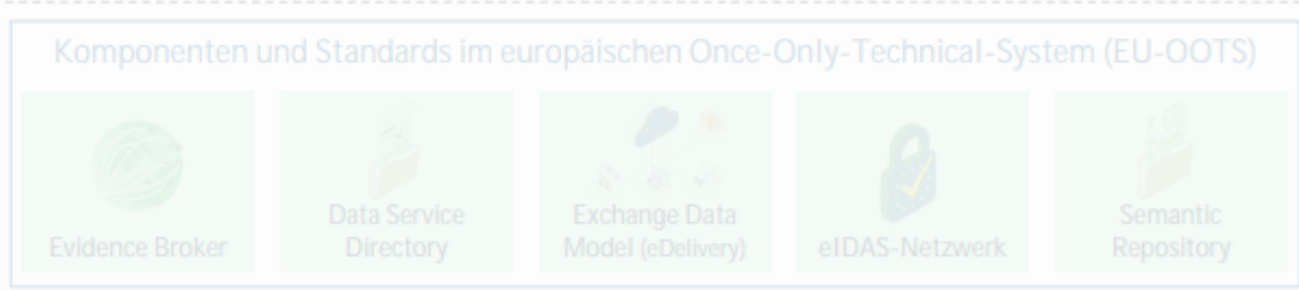 Komponenten und Standards im europäischen Once-Only-Technical-System (EU-OOTS)
Evidence Broker
Data Service
Directory
Exchange Data
Model (eDelivery)
eIDAS-Netzwerk
Semantic
Repository